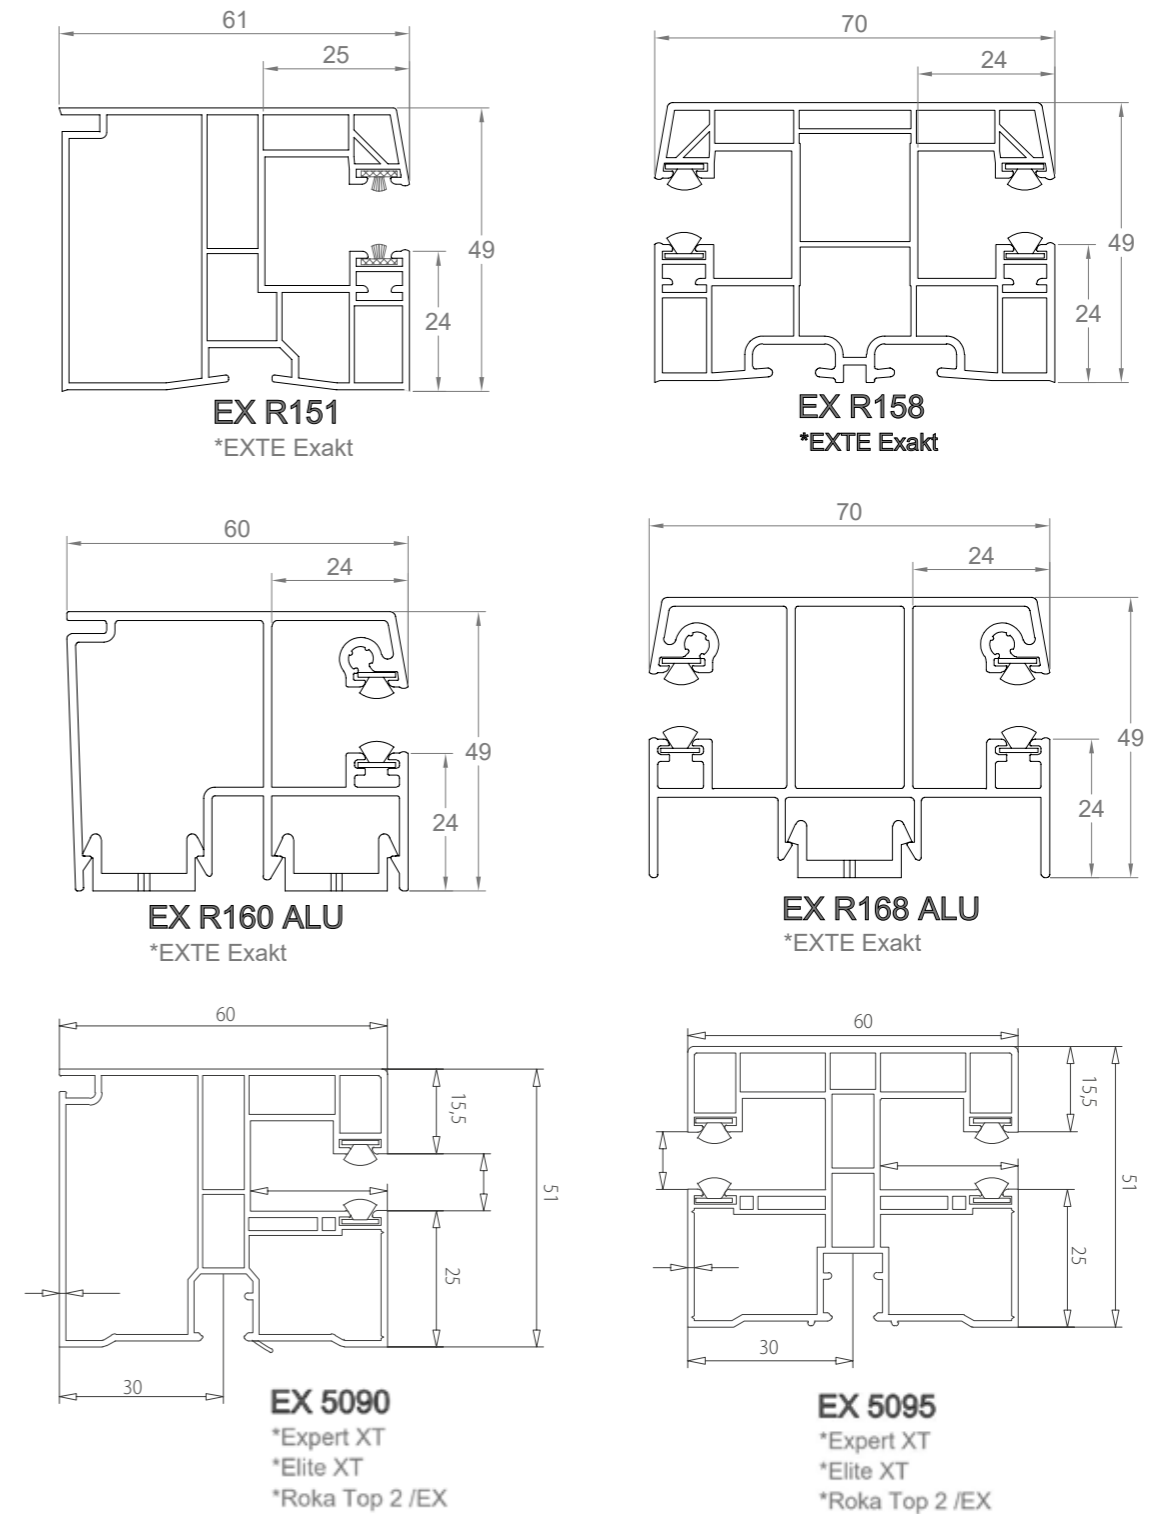 61
25
49
24
EX R151
*EXTE Exakt
70
24
49
24
EX R158
*EXTE Exakt
60
24
49
24
EX R160 ALU
*EXTE Exakt
70
24
49
24
EX R168 ALU
*EXTE Exakt
60
15,5
51
25
30
EX 5090
*Expert XT
*Elite XT
*Roka Top 2 /EX
60
15,5
51
25
30
EX 5095
*Expert XT
*Elite XT
*Roka Top 2 /EX